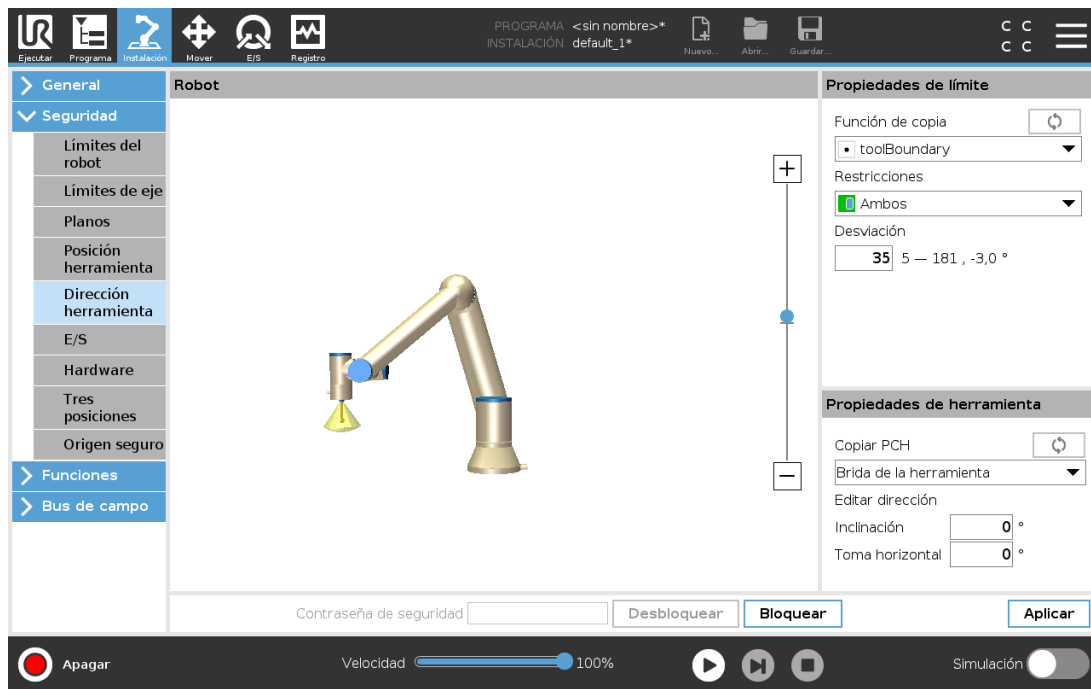 PROGRAMA <sin nombre>*
INSTALACIÓN default_1*
C C
C C
UR
Ejecutar Programa Instalación Mover E/S Registro Nuevo... Abrir... Guardar...
General
Seguridad
Límites del
robot
Límites de eje
Planos
Posición
herramienta
Dirección
herramienta
E/S
Hardware
Tres
posiciones
Origen seguro
Funciones
Bus de campo
Robot
+
−
Propiedades de límite
Función de copia
toolBoundary
Restricciones
Ambos
Desviación
35 5 — 181 , -3,0 °
Propiedades de herramienta
Copiar PCH
Brida de la herramienta
Editar dirección
Inclinación 0 °
Toma horizontal 0 °
Contraseña de seguridad Desbloquear Bloquear Aplicar
Apagar Velocidad 100% Simulación